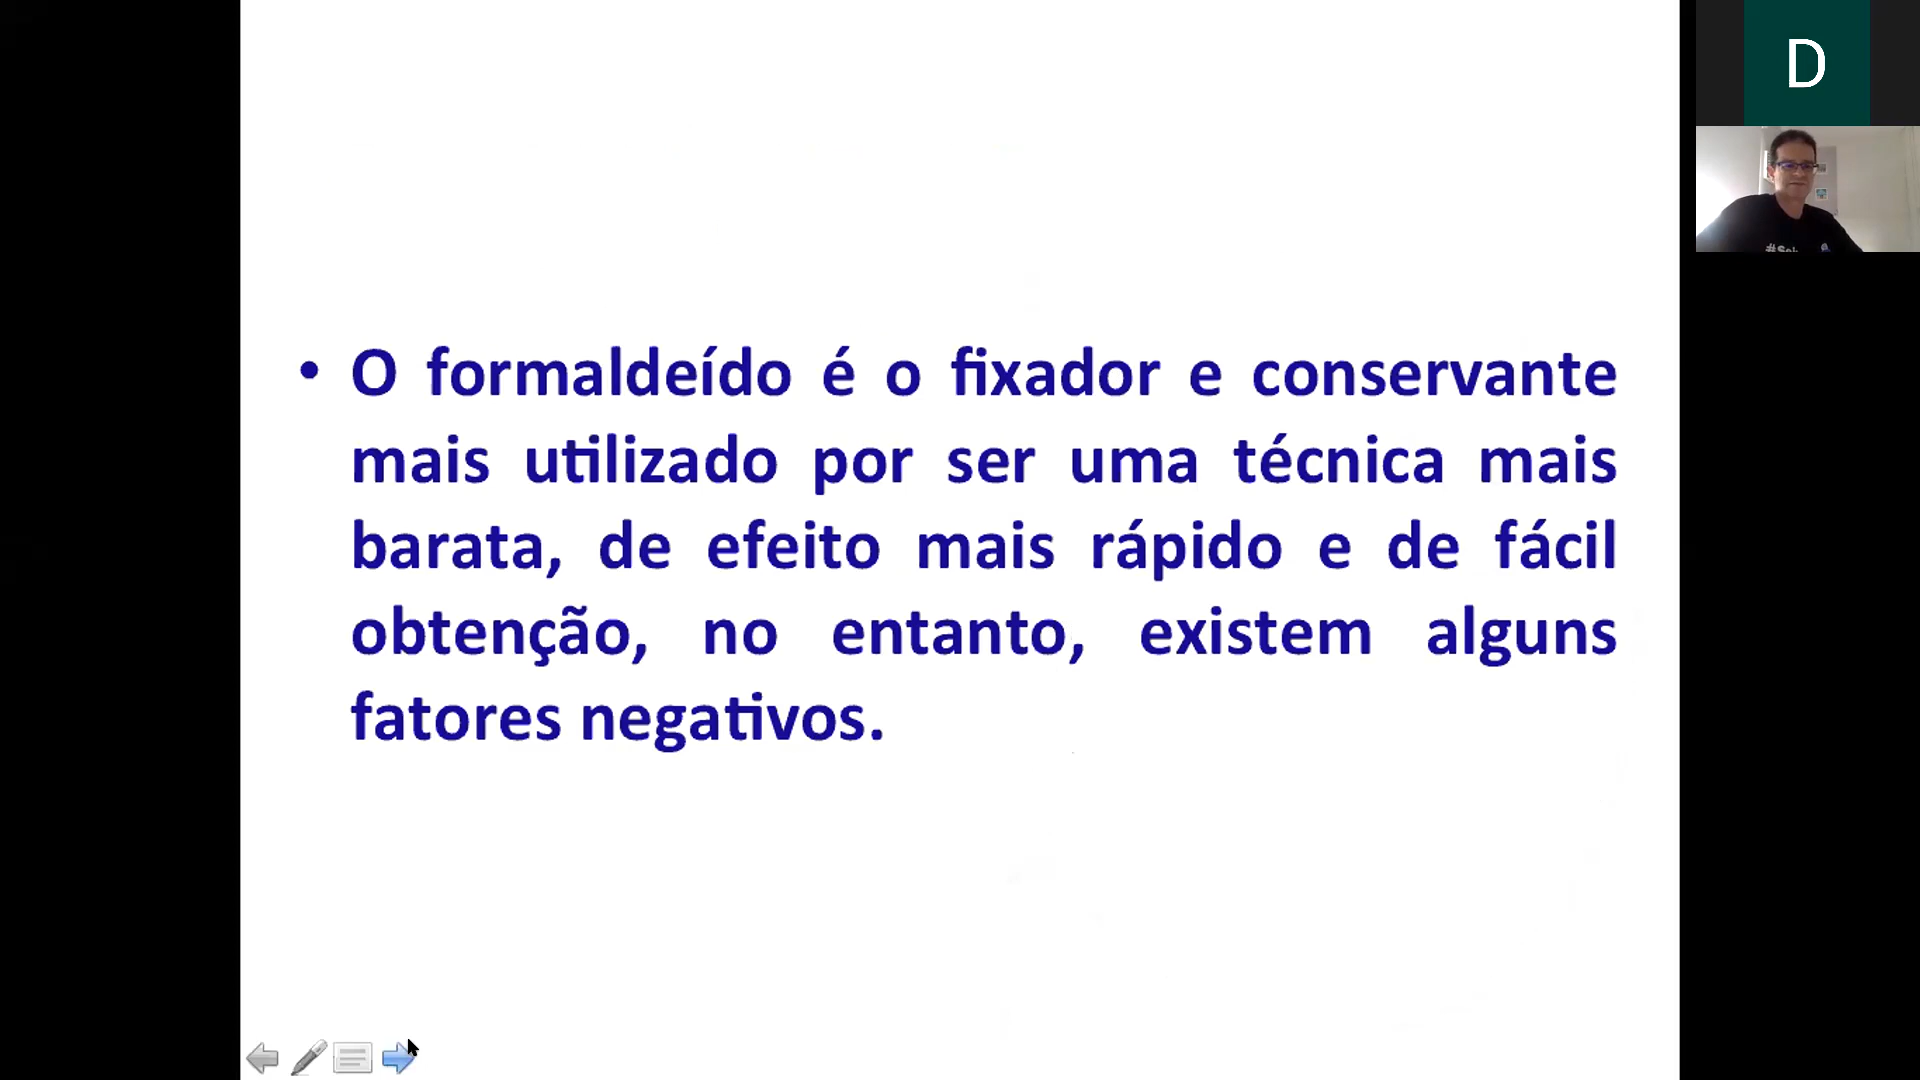 D
• O formaldeído é o fixador e conservante
mais utilizado por ser uma técnica mais
barata, de efeito mais rápido e de fácil
obtenção, no entanto, existem alguns
fatores negativos.